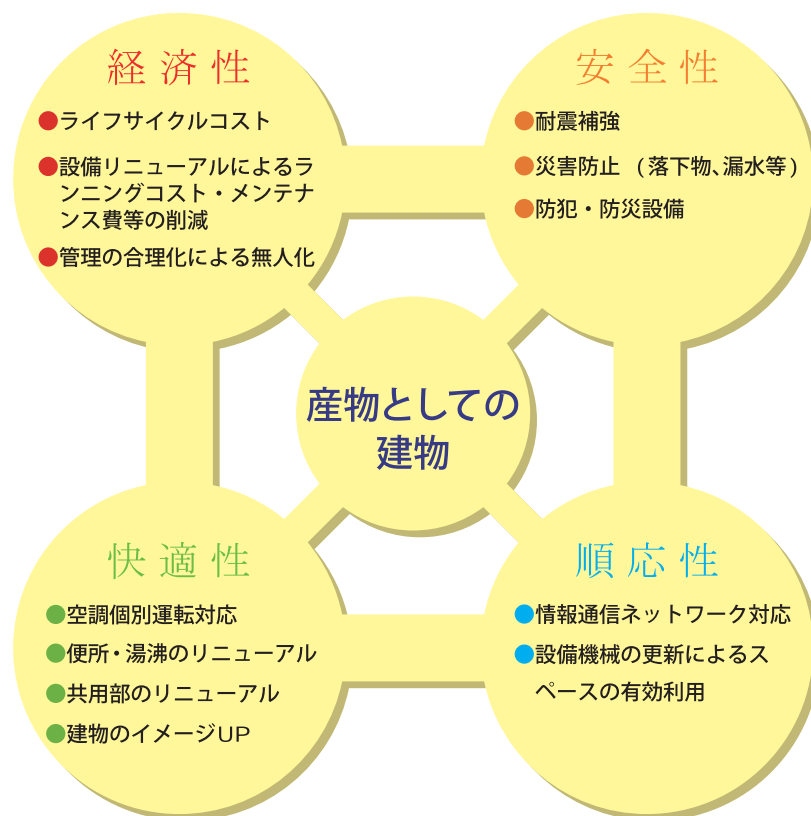 経済性
●ライフサイクルコスト
●設備リニューアルによるラ
ンニングコスト・メンテナ
ンス費等の削減
●管理の合理化による無人化
安全性
●耐震補強
●災害防止 (落下物、漏水等)
●防犯・防災設備
産物としての
建物
快適性
●空調個別運転対応
●便所・湯沸のリニューアル
●共用部のリニューアル
●建物のイメージUP
順応性
●情報通信ネットワーク対応
●設備機械の更新によるス
ペースの有効利用